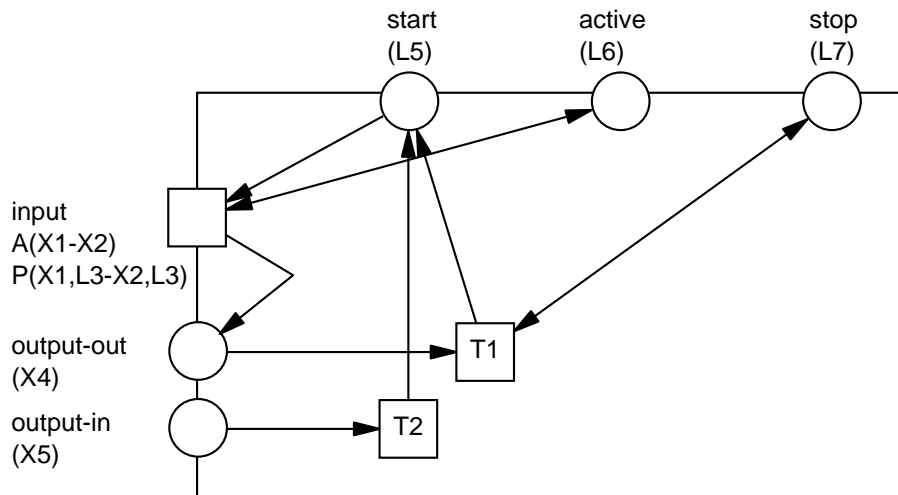 start
(L5)
active
(L6)
stop
(L7)
input
A(X1-X2)
P(X1,L3-X2,L3)
output-out
(X4)
T1
output-in
(X5)
T2